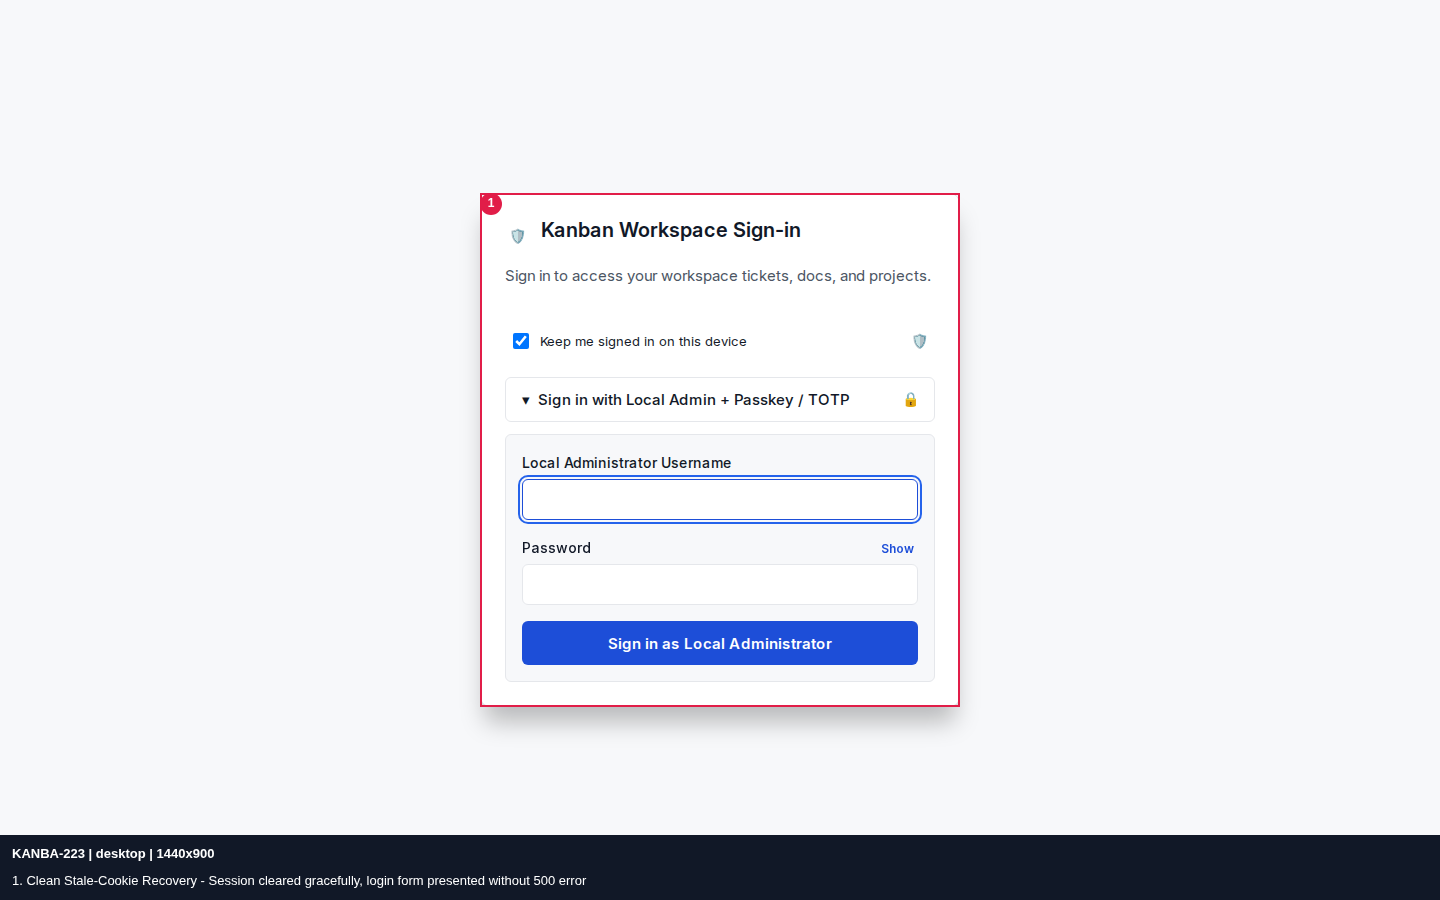 1
Kanban Workspace Sign-in
Sign in to access your workspace tickets, docs, and projects.
Keep me signed in on this device
▾ Sign in with Local Admin + Passkey / TOTP
Local Administrator Username
Password
Show
Sign in as Local Administrator
KANBA-223 | desktop | 1440x900
1. Clean Stale-Cookie Recovery - Session cleared gracefully, login form presented without 500 error